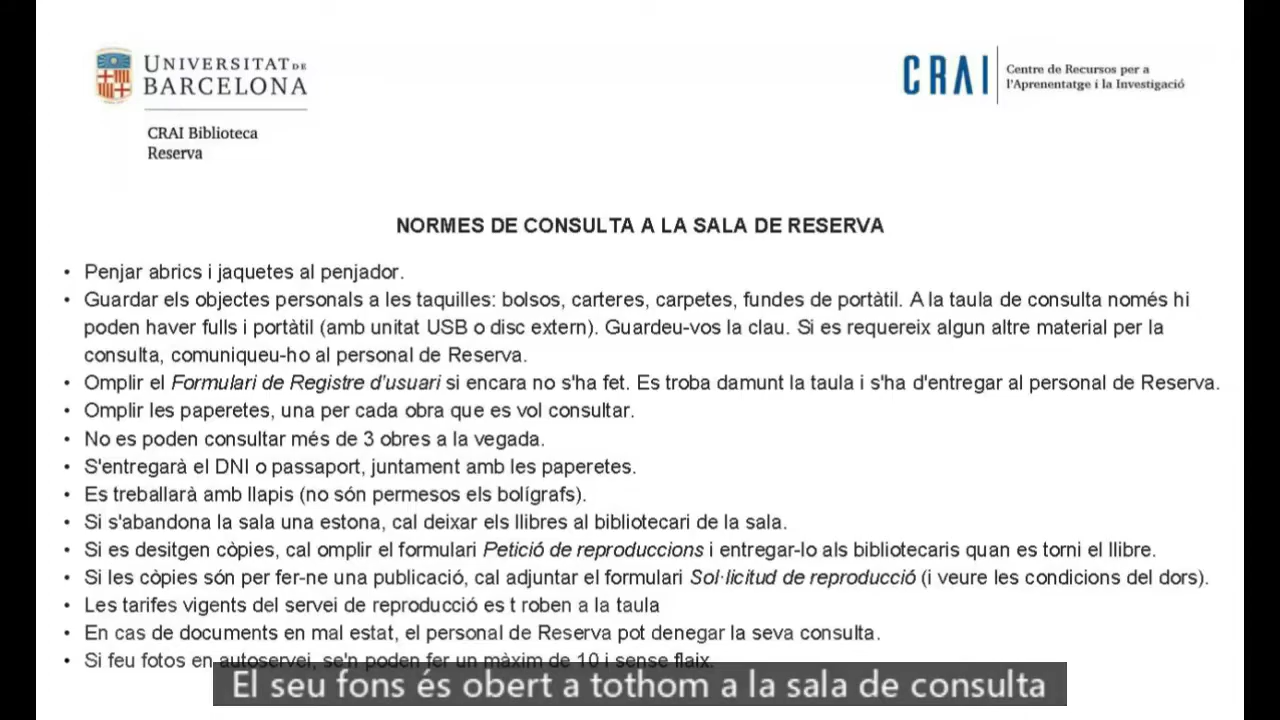 UNIVERSITAT DE
BARCELONA
CRAI Biblioteca
Reserva
CRAI
Centre de Recursos per a
l'Aprenentatge i la Investigació
NORMES DE CONSULTA A LA SALA DE RESERVA
• Penjar abrics i jaquetes al penjador.
• Guardar els objectes personals a les taquilles: bolsos, carteres, carpetes, fundes de portàtil. A la taula de consulta només hi
poden haver fulls i portàtil (amb unitat USB o disc extern). Guardeu-vos la clau. Si es requereix algun altre material per la
consulta, comuniqueu-ho al personal de Reserva.
• Omplir el Formulari de Registre d'usuari si encara no s'ha fet. Es troba damunt la taula i s'ha d'entregar al personal de Reserva.
• Omplir les paperetes, una per cada obra que es vol consultar.
• No es poden consultar més de 3 obres a la vegada.
• S'entregarà el DNI o passaport, juntament amb les paperetes.
• Es treballarà amb llapis (no són permesos els bolígrafs).
• Si s'abandona la sala una estona, cal deixar els llibres al bibliotecari de la sala.
• Si es desitgen còpies, cal omplir el formulari Petició de reproduccions i entregar-lo als bibliotecaris quan es torni el llibre.
• Si les còpies són per fer-ne una publicació, cal adjuntar el formulari Sol·licitud de reproducció (i veure les condicions del dors).
• Les tarifes vigents del servei de reproducció es t roben a la taula
• En cas de documents en mal estat, el personal de Reserva pot denegar la seva consulta.
• Si feu fotos en autoservei, se'n poden fer un màxim de 10 i sense flaix.
El seu fons és obert a tothom a la sala de consulta